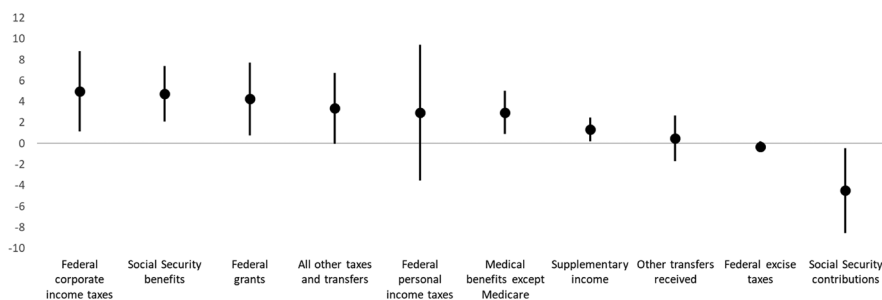 12
10
8
6
4
2
0
-2
-4
-6
-8
-10
Federal
corporate
income taxes
Social Security
benefits
Federal
grants
All other taxes
and transfers
Federal
personal
income taxes
Medical
benefits except
Medicare
Supplementary
income
Other transfers
received
Federal excise
taxes
Social Security
contributions